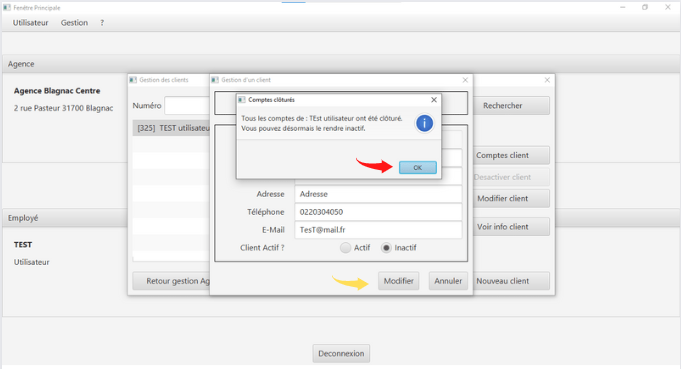 Fenêtre Principale
Utilisateur Gestion ?
Agence
Agence Blagnac Centre
2 rue Pasteur 31700 Blagnac
Employé
TEST
Utilisateur
Deconnexion
Gestion des clients
Numéro
Rechercher
[325] TEST utilisateu
Comptes client
Desactiver client
Modifier client
Voir info client
Retour gestion Ag
Nouveau client
Gestion d'un client
Adresse Adresse
Téléphone 0220304050
E-Mail TesT@mail.fr
Client Actif ? Actif Inactif
Modifier Annuler
Comptes clôturés
Tous les comptes de : TEst utilisateur ont été clôturé.
Vous pouvez désormais le rendre inactif.
OK